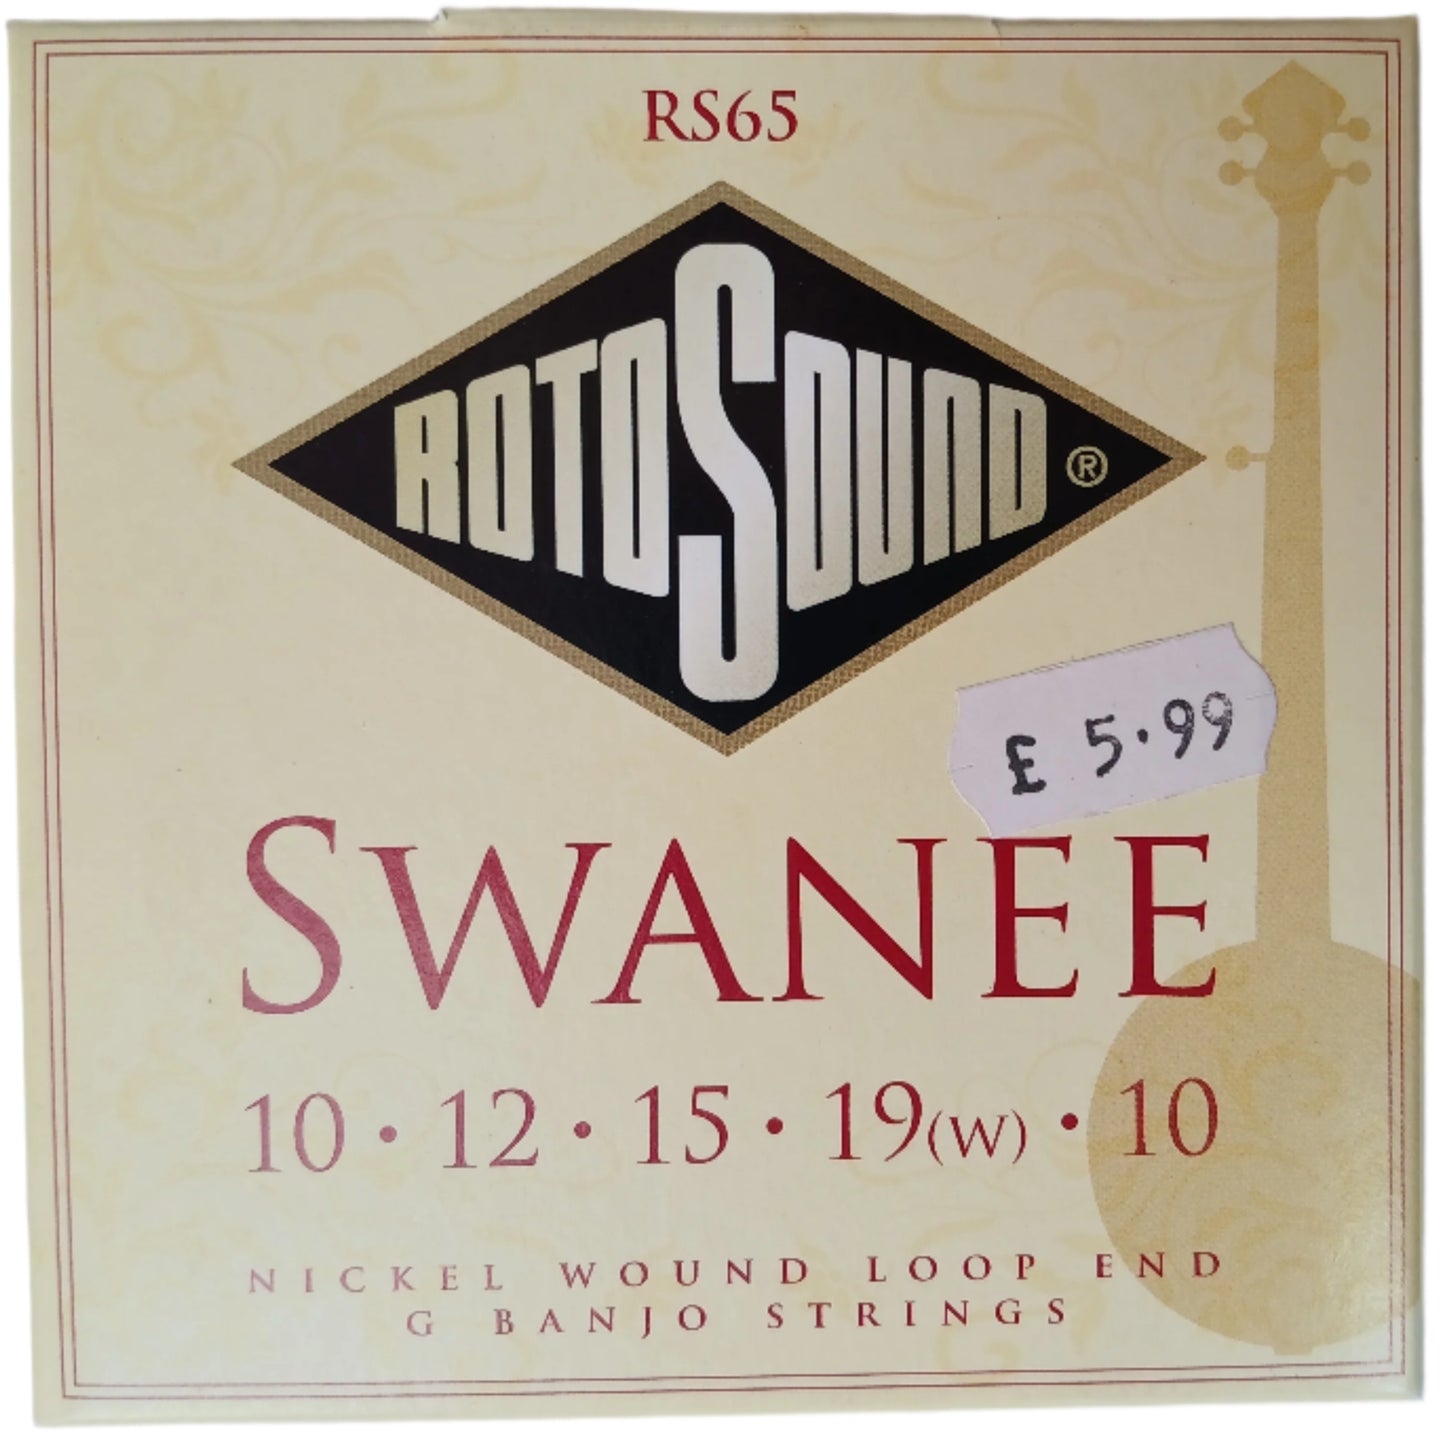 RS65
ROTOSOUND ®
£ 5.99
SWANEE
10 • 12 • 15 • 19(W) • 10
NICKEL WOUND LOOP END
G BANJO STRINGS